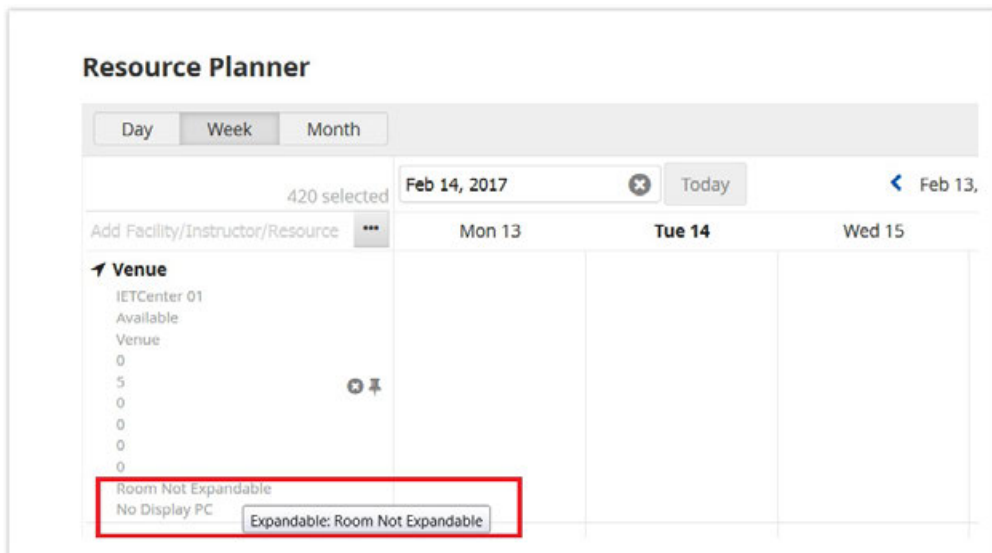 Resource Planner
Day Week Month
420 selected
Feb 14, 2017 Today Feb 13,
Add Facility/Instructor/Resource ... Mon 13 Tue 14 Wed 15
Venue
IETCenter 01
Available
Venue
0
5
0
0
0
0
Room Not Expandable
No Display PC
Expandable: Room Not Expandable